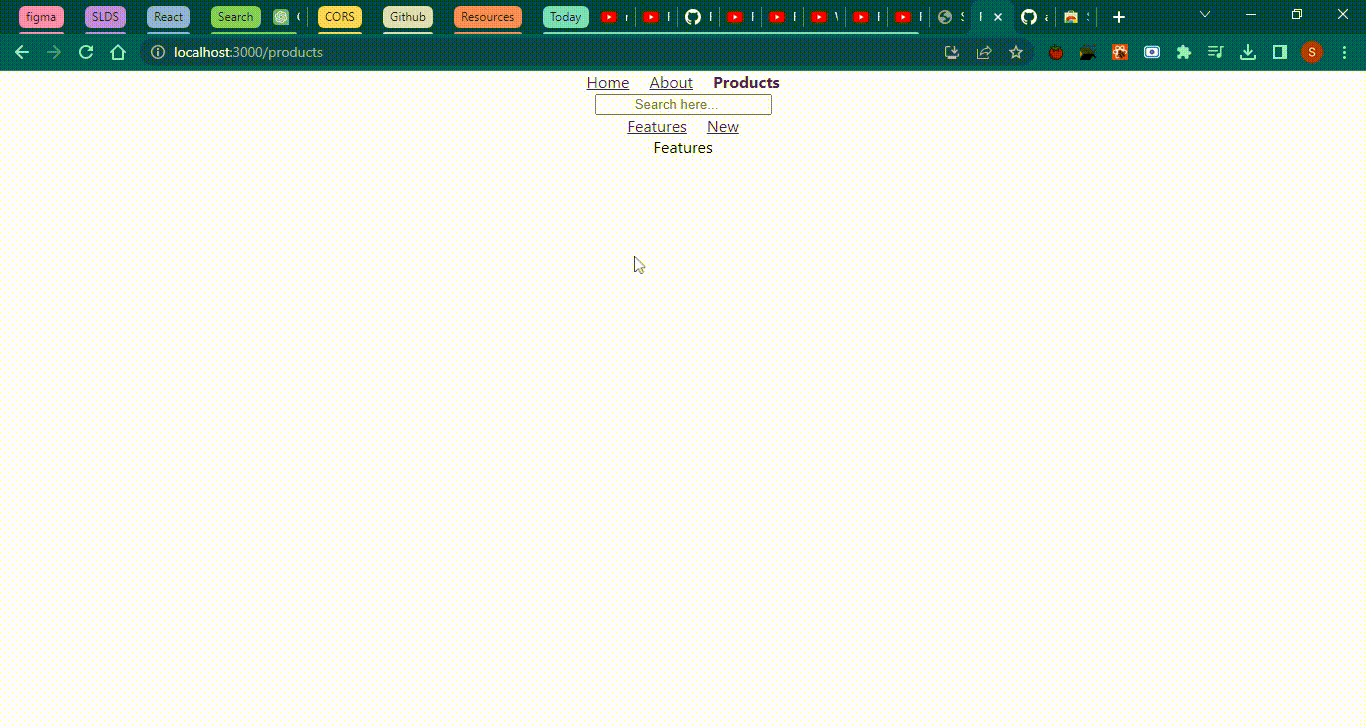 figma SLDS React Search CORS Github Resources Today
localhost:3000/products S
Home About Products
Search here...
Features New
Features